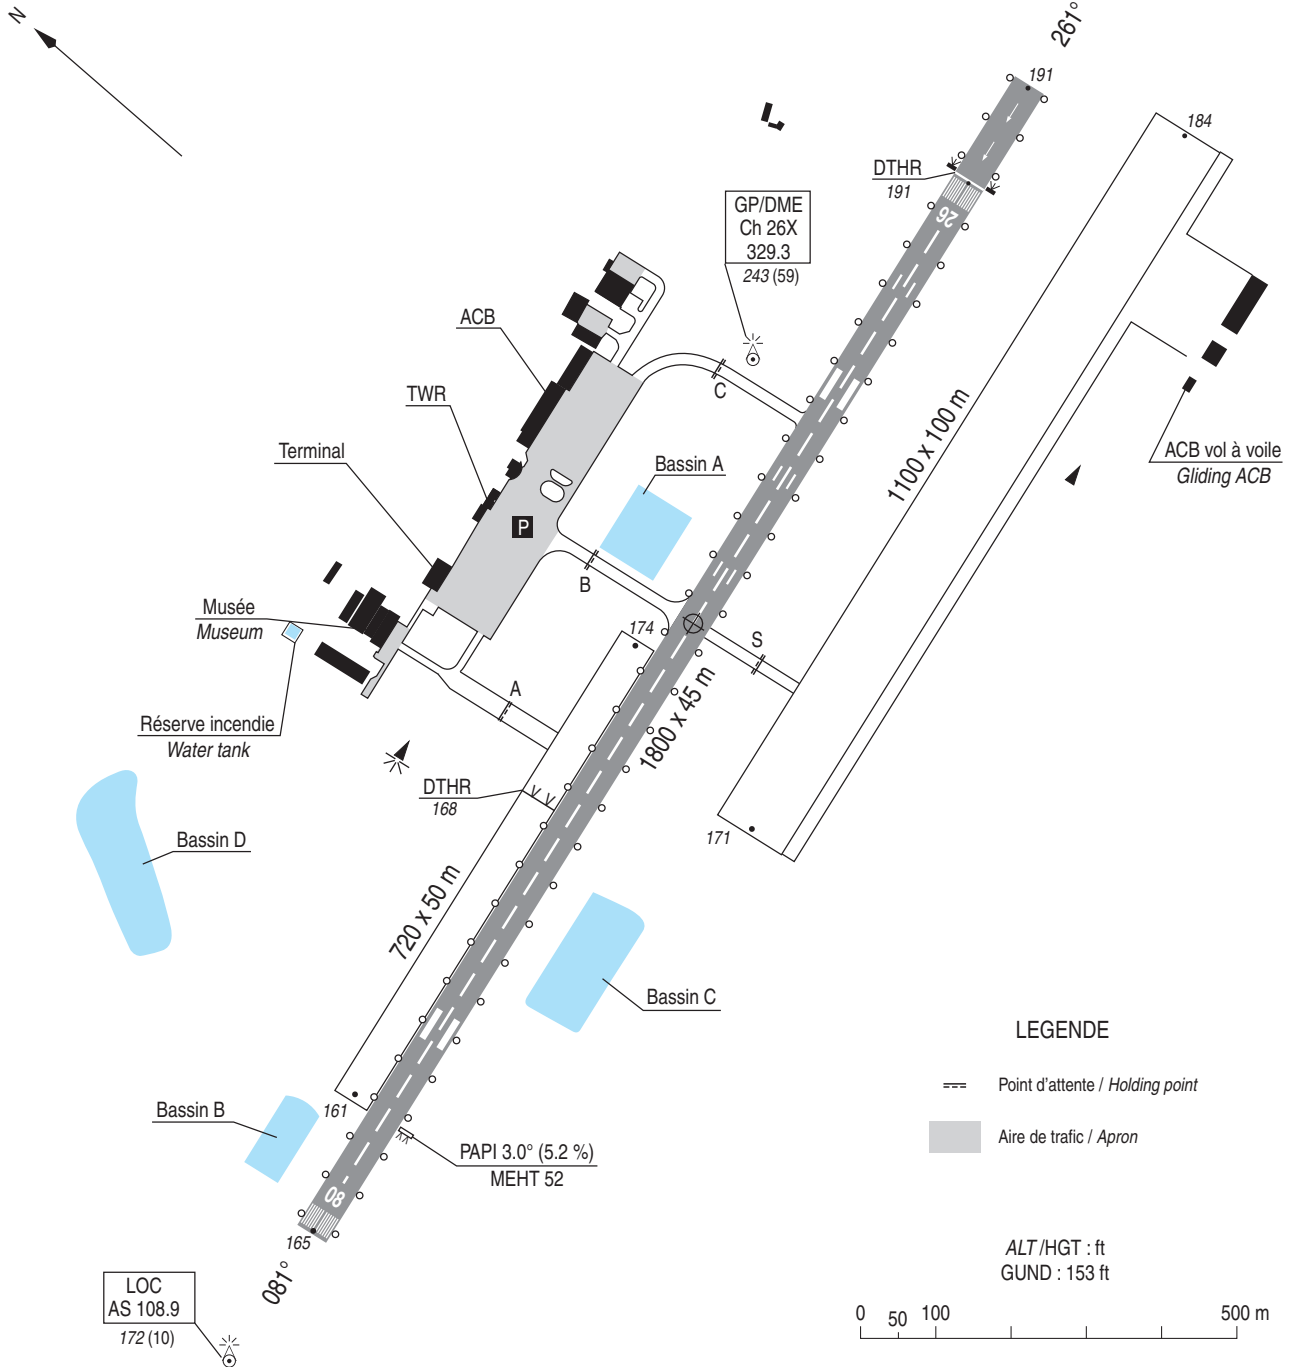 N
261°
191
184
DTHR
191
26
GP/DME
Ch 26X
329.3
243 (59)
ACB
TWR
C
1100 x 100 m
ACB vol à voile
Gliding ACB
Terminal
Bassin A
P
B
Musée
Museum
174
S
A
Réserve incendie
Water tank
1800 x 45 m
DTHR
168
171
Bassin D
720 x 50 m
Bassin C
LEGENDE
Point d'attente / Holding point
Aire de trafic / Apron
161
Bassin B
PAPI 3.0° (5.2 %)
MEHT 52
08
165
081°
ALT /HGT : ft
GUND : 153 ft
LOC
AS 108.9
172 (10)
0 50 100 500 m